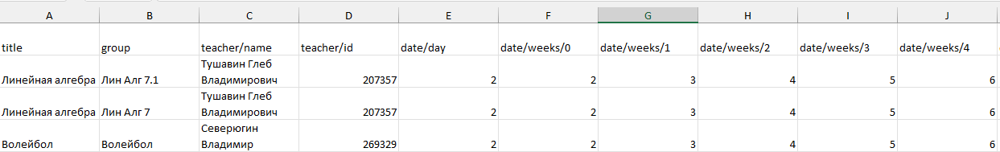 A B C D E F G H I J
title group teacher/name teacher/id date/day date/weeks/0 date/weeks/1 date/weeks/2 date/weeks/3 date/weeks/4
Тушавин Глеб
Линейная алгебра Лин Алг 7.1 Владимирович 207357 2 2 3 4 5 6
Тушавин Глеб
Линейная алгебра Лин Алг 7 Владимирович 207357 2 2 3 4 5 6
Северюгин
Волейбол Волейбол Владимир 269329 2 2 3 4 5 6